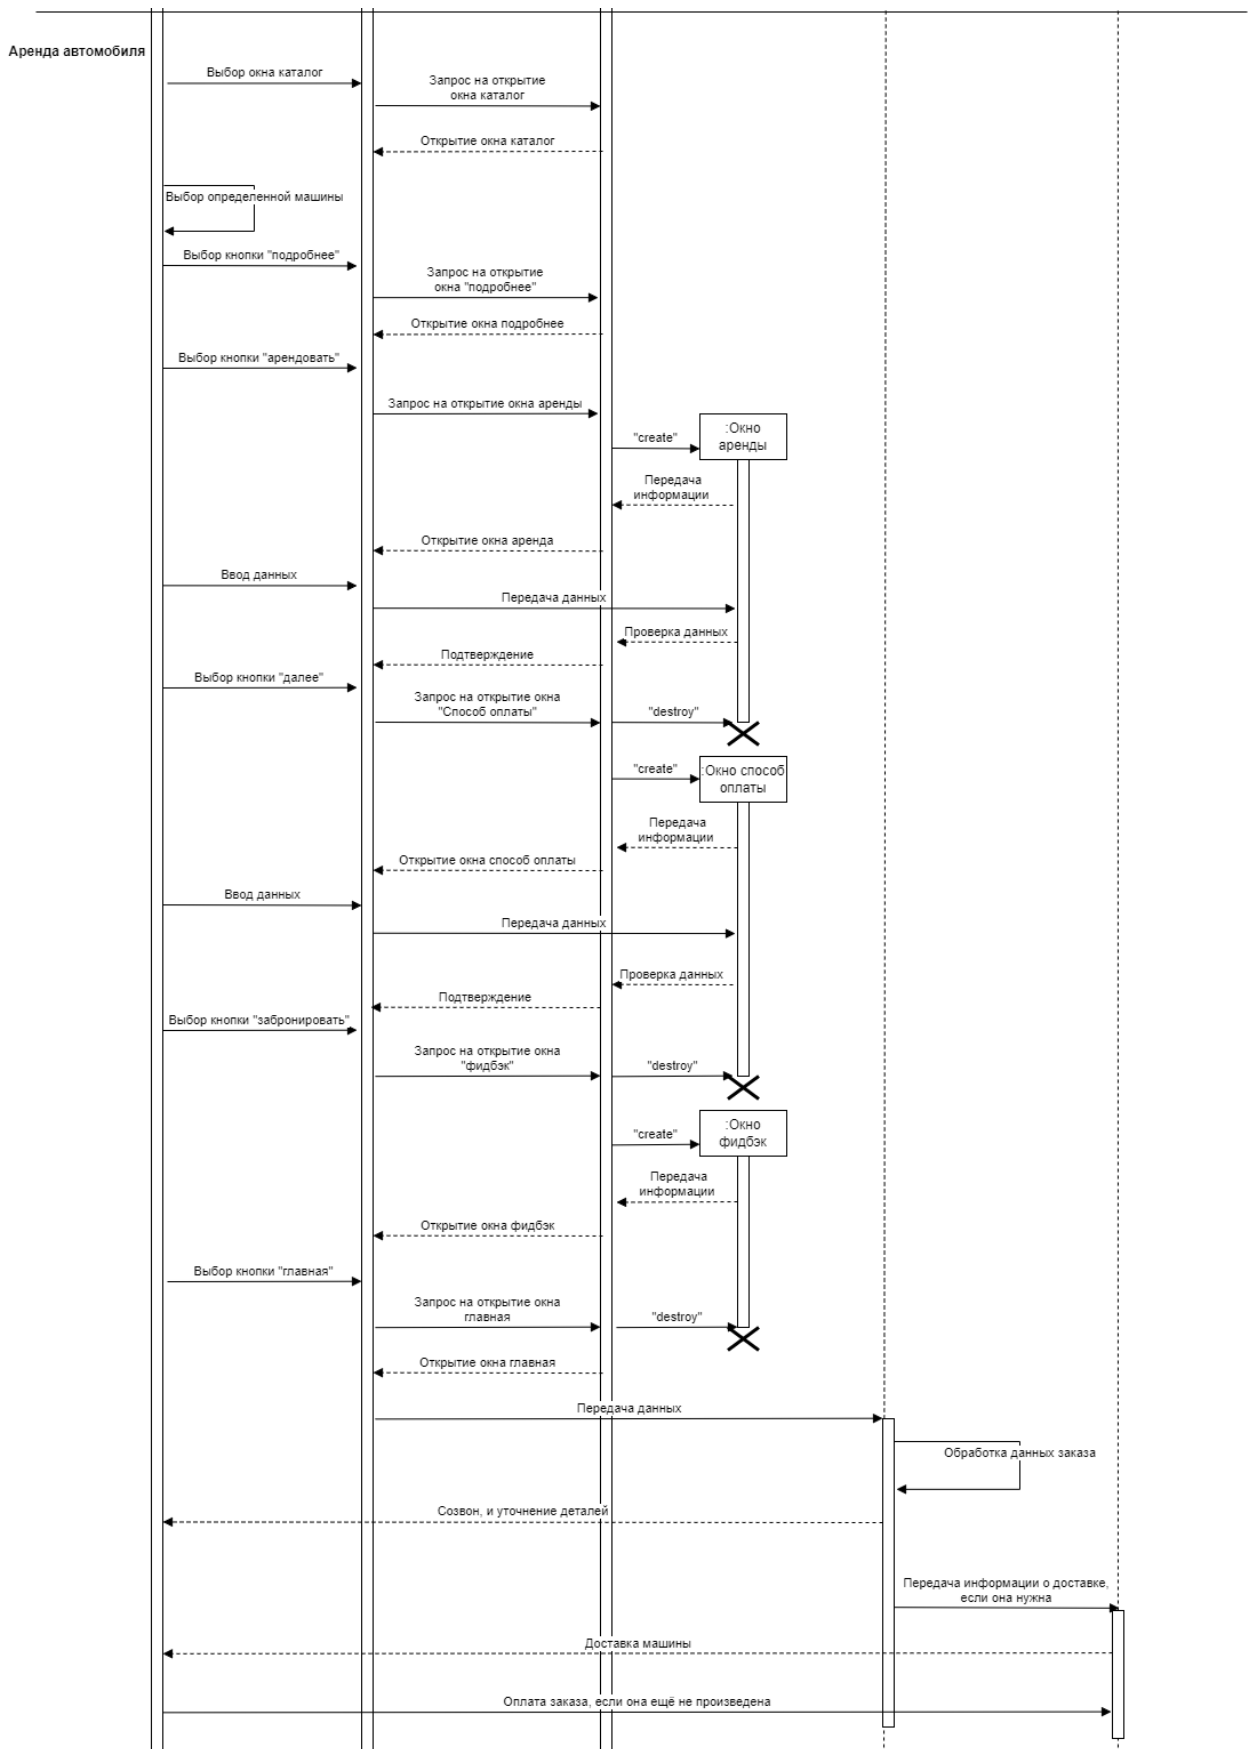 Аренда автомобиля
Выбор окна каталог
Запрос на открытие
окна каталог
Открытие окна каталог
Выбор определенной машины
Выбор кнопки "подробнее"
Запрос на открытие
окна "подробнее"
Открытие окна подробнее
Выбор кнопки "арендовать"
Запрос на открытие окна аренды
"create"
:Окно
аренды
Передача
информации
Открытие окна аренда
Ввод данных
Передача данных
Проверка данных
Подтверждение
Выбор кнопки "далее"
Запрос на открытие окна
"Способ оплаты"
"destroy"
"create"
:Окно способ
оплаты
Передача
информации
Открытие окна способ оплаты
Ввод данных
Передача данных
Проверка данных
Подтверждение
Выбор кнопки "забронировать"
Запрос на открытие окна
"фидбэк"
"destroy"
"create"
:Окно
фидбэк
Передача
информации
Открытие окна фидбэк
Выбор кнопки "главная"
Запрос на открытие окна
главная
"destroy"
Открытие окна главная
Передача данных
Обработка данных заказа
Созвон, и уточнение деталей
Передача информации о доставке,
если она нужна
Доставка машины
Оплата заказа, если она ещё не произведена